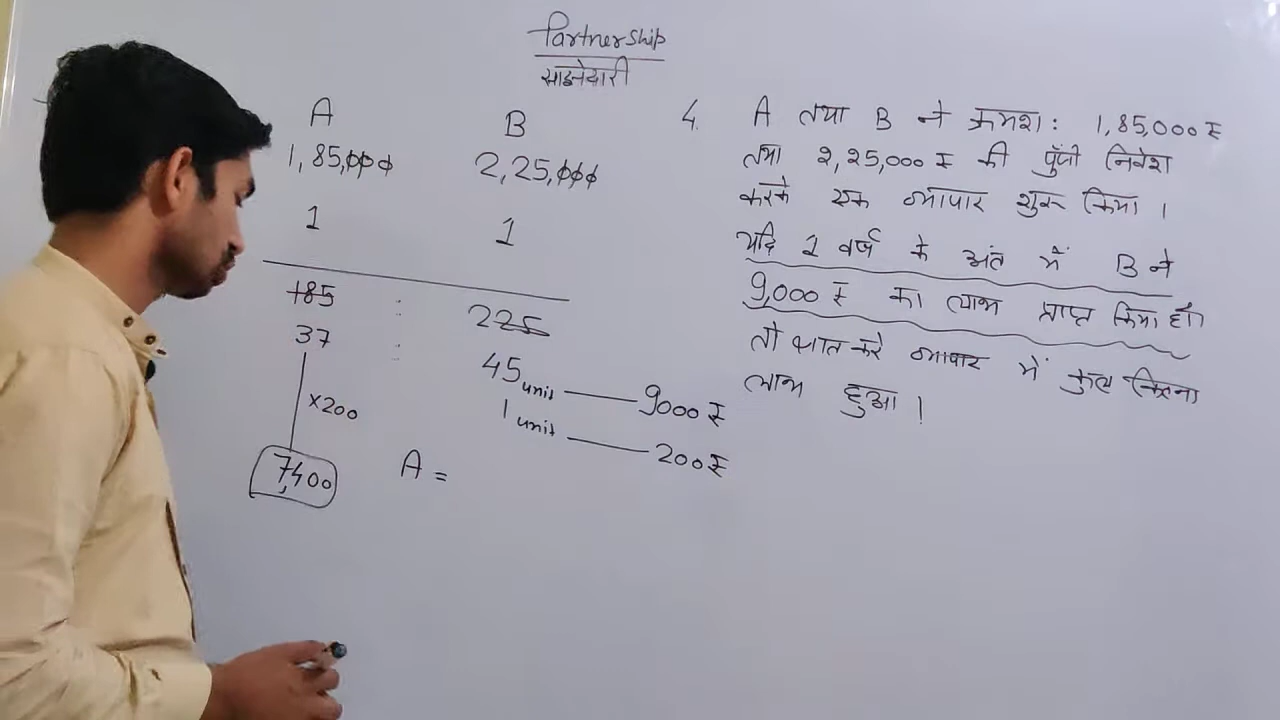 Partnership
साझेदारी
A
B
1,85,000
2,25,000
1
1
185 : 225
37 : 45 unit — 9000 ₹
×200
1 unit — 200 ₹
7,400
A =
4. A तथा B ने क्रमशः 1,85,000 ₹
तथा 2,25,000 ₹ की पूँजी निवेश
करके एक व्यापार शुरू किया ।
यदि 1 वर्ष के अंत में B ने
9,000 ₹ का लाभ प्राप्त किया हो
तो ज्ञात करे व्यापार में कुल कितना
लाभ हुआ ।